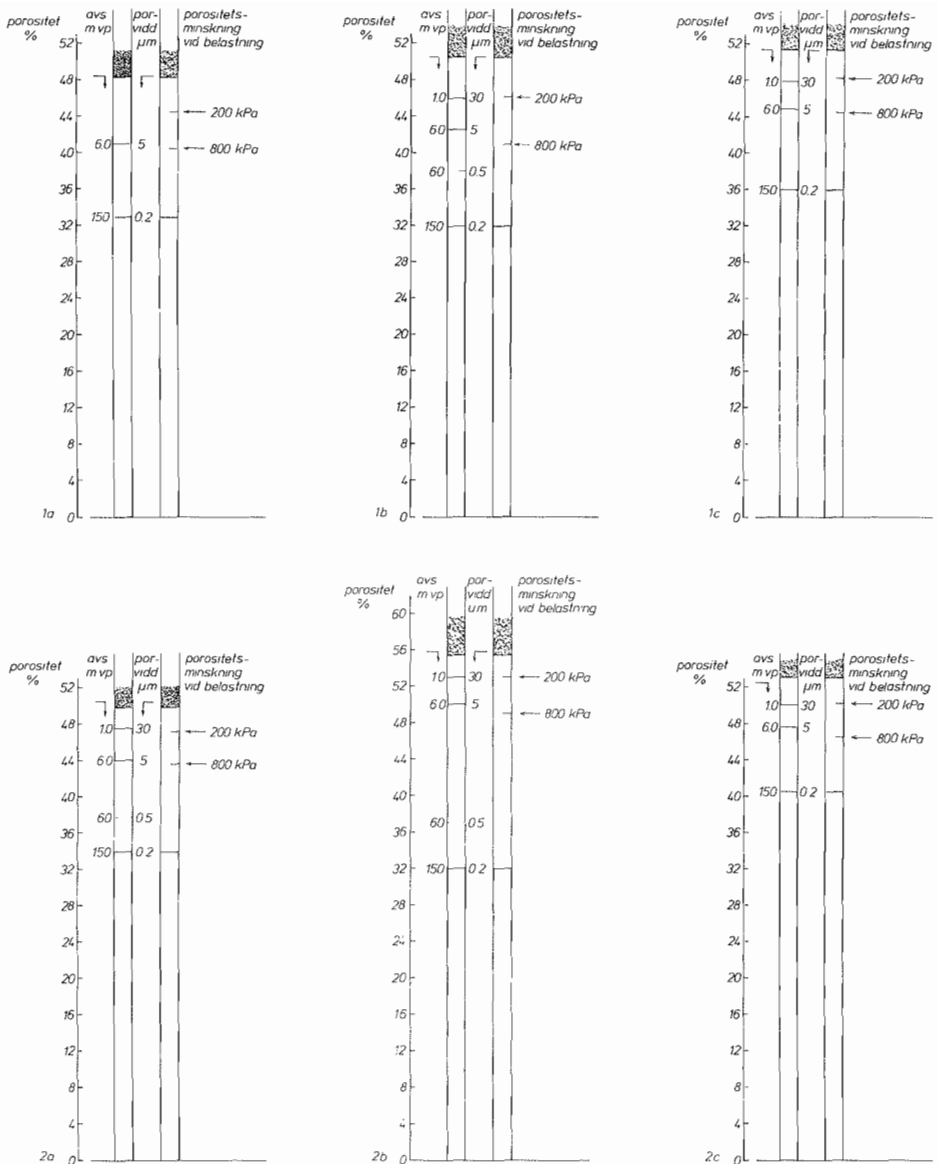 porositet
%
avs
m vp
por-
vidd
µm
porositets-
minskning
vid belastning
52
48
44
40
36
32
28
24
20
16
12
8
4
0
6.0
5
150
0.2
200 kPa
800 kPa
1a
porositet
%
avs
m vp
por-
vidd
µm
porositets-
minskning
vid belastning
52
48
44
40
36
32
28
24
20
16
12
8
4
0
1.0
30
6.0
5
60
0.5
150
0.2
200 kPa
800 kPa
1b
porositet
%
avs
m vp
por-
vidd
µm
porositets-
minskning
vid belastning
52
48
44
40
36
32
28
24
20
16
12
8
4
0
1.0
30
6.0
5
150
0.2
200 kPa
800 kPa
1c
porositet
%
avs
m vp
por-
vidd
µm
porositets-
minskning
vid belastning
52
48
44
40
36
32
28
24
20
16
12
8
4
0
1.0
30
6.0
5
60
0.5
150
0.2
200 kPa
800 kPa
2a
porositet
%
avs
m vp
por-
vidd
µm
porositets-
minskning
vid belastning
60
56
52
48
44
40
36
32
28
24
20
16
12
8
4
0
1.0
30
6.0
5
60
0.5
150
0.2
200 kPa
800 kPa
2b
porositet
%
avs
m vp
por-
vidd
µm
porositets-
minskning
vid belastning
52
48
44
40
36
32
28
24
20
16
12
8
4
0
1.0
30
6.0
5
150
0.2
200 kPa
800 kPa
2c